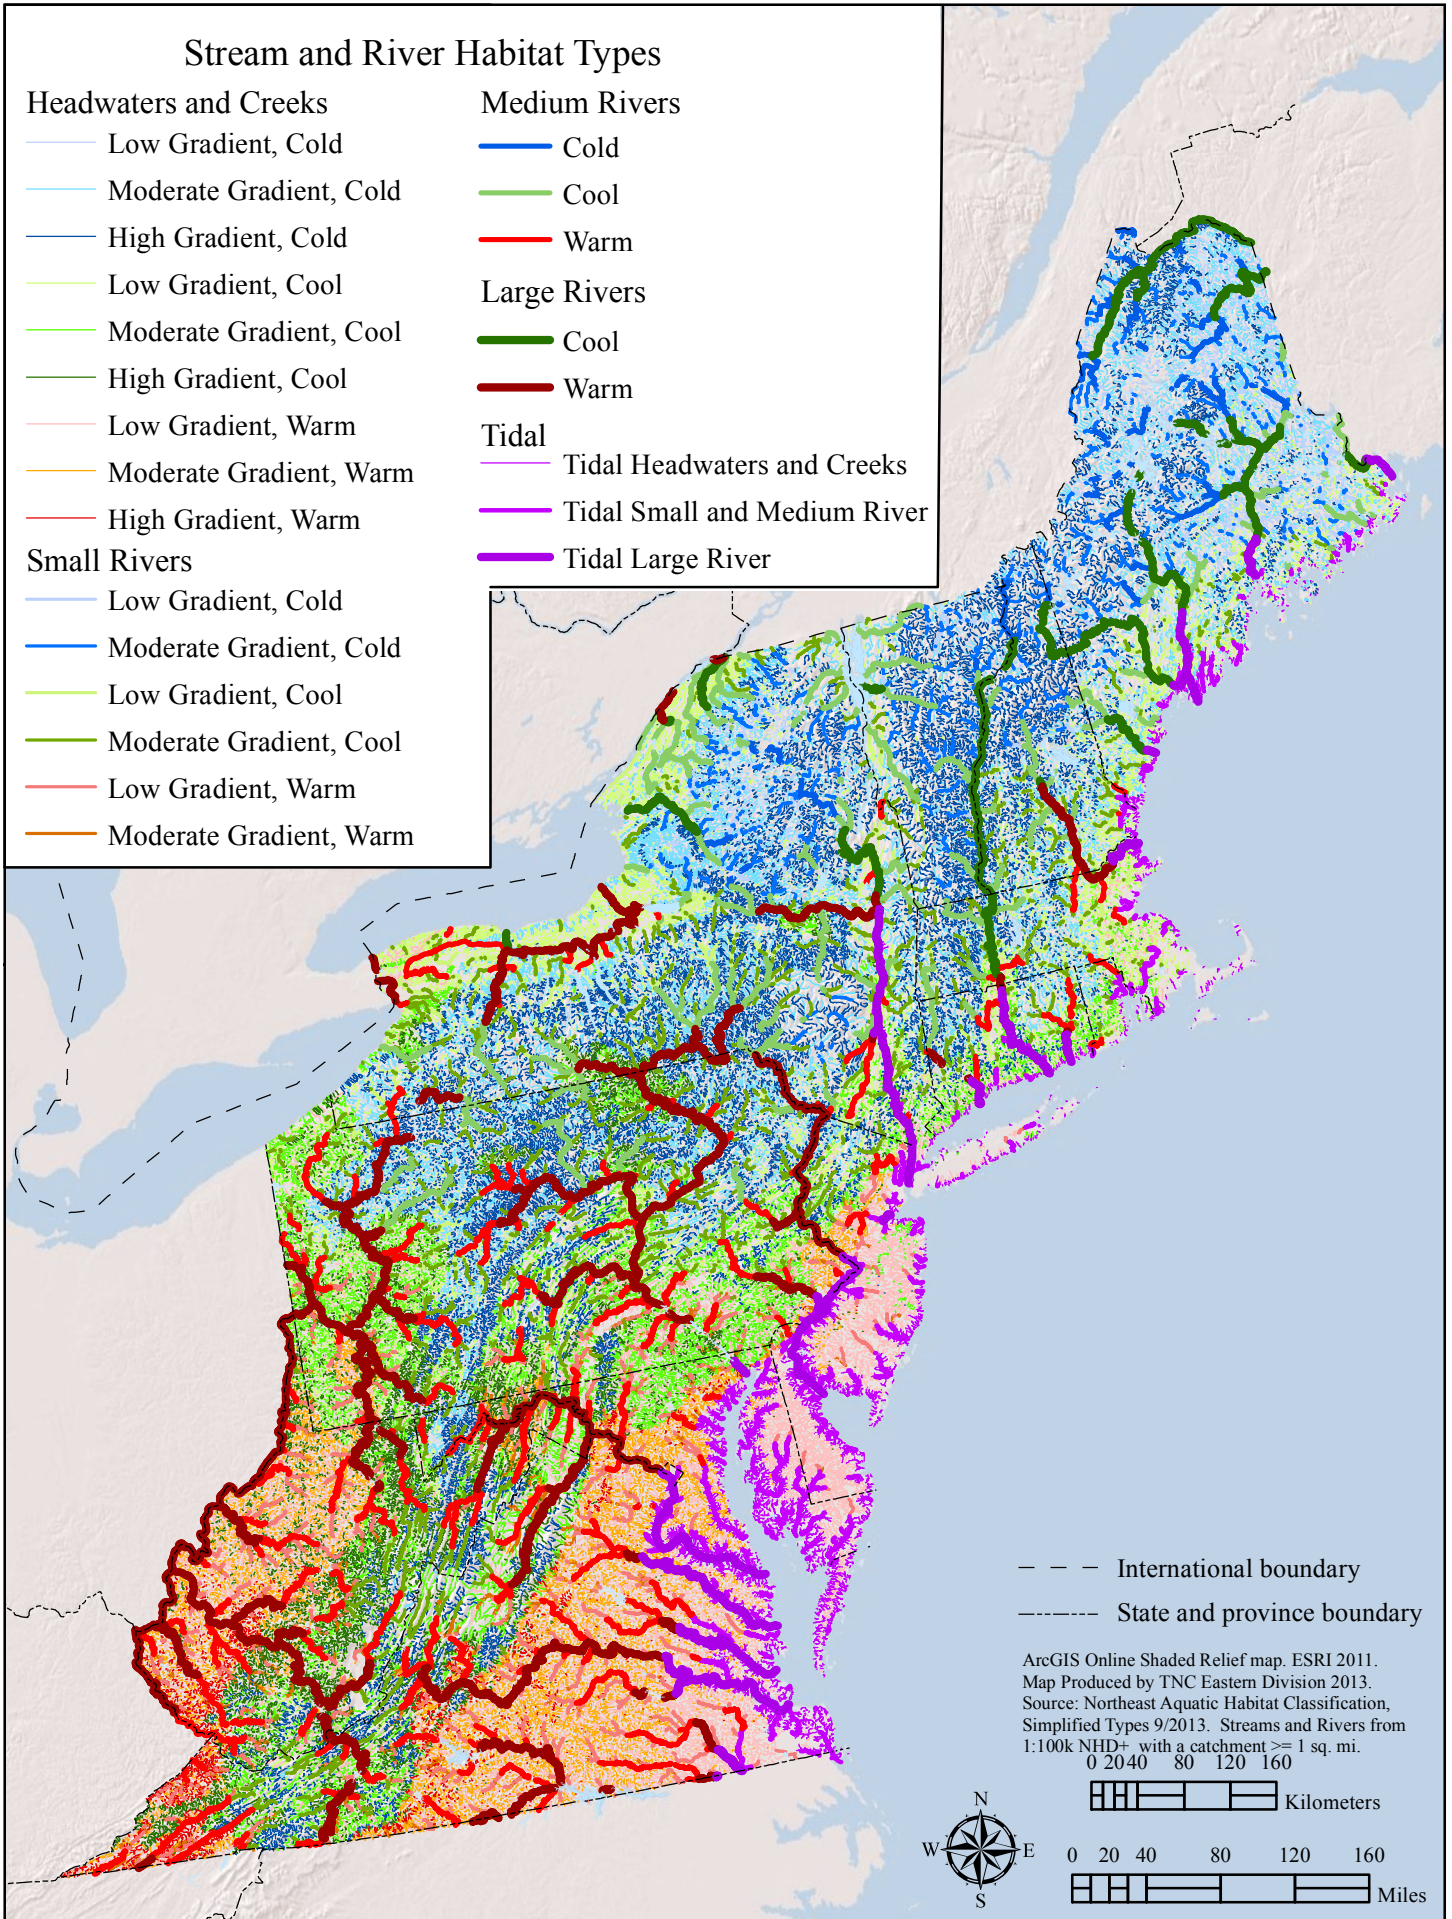 Stream and River Habitat Types
Headwaters and Creeks
Low Gradient, Cold
Moderate Gradient, Cold
High Gradient, Cold
Low Gradient, Cool
Moderate Gradient, Cool
High Gradient, Cool
Low Gradient, Warm
Moderate Gradient, Warm
High Gradient, Warm
Small Rivers
Low Gradient, Cold
Moderate Gradient, Cold
Low Gradient, Cool
Moderate Gradient, Cool
Low Gradient, Warm
Moderate Gradient, Warm
Medium Rivers
Cold
Cool
Warm
Large Rivers
Cool
Warm
Tidal
Tidal Headwaters and Creeks
Tidal Small and Medium River
Tidal Large River
International boundary
State and province boundary
ArcGIS Online Shaded Relief map. ESRI 2011.
Map Produced by TNC Eastern Division 2013.
Source: Northeast Aquatic Habitat Classification,
Simplified Types 9/2013. Streams and Rivers from
1:100k NHD+ with a catchment >= 1 sq. mi.
0 20 40 80 120 160
Kilometers
N
W E
S
0 20 40 80 120 160
Miles